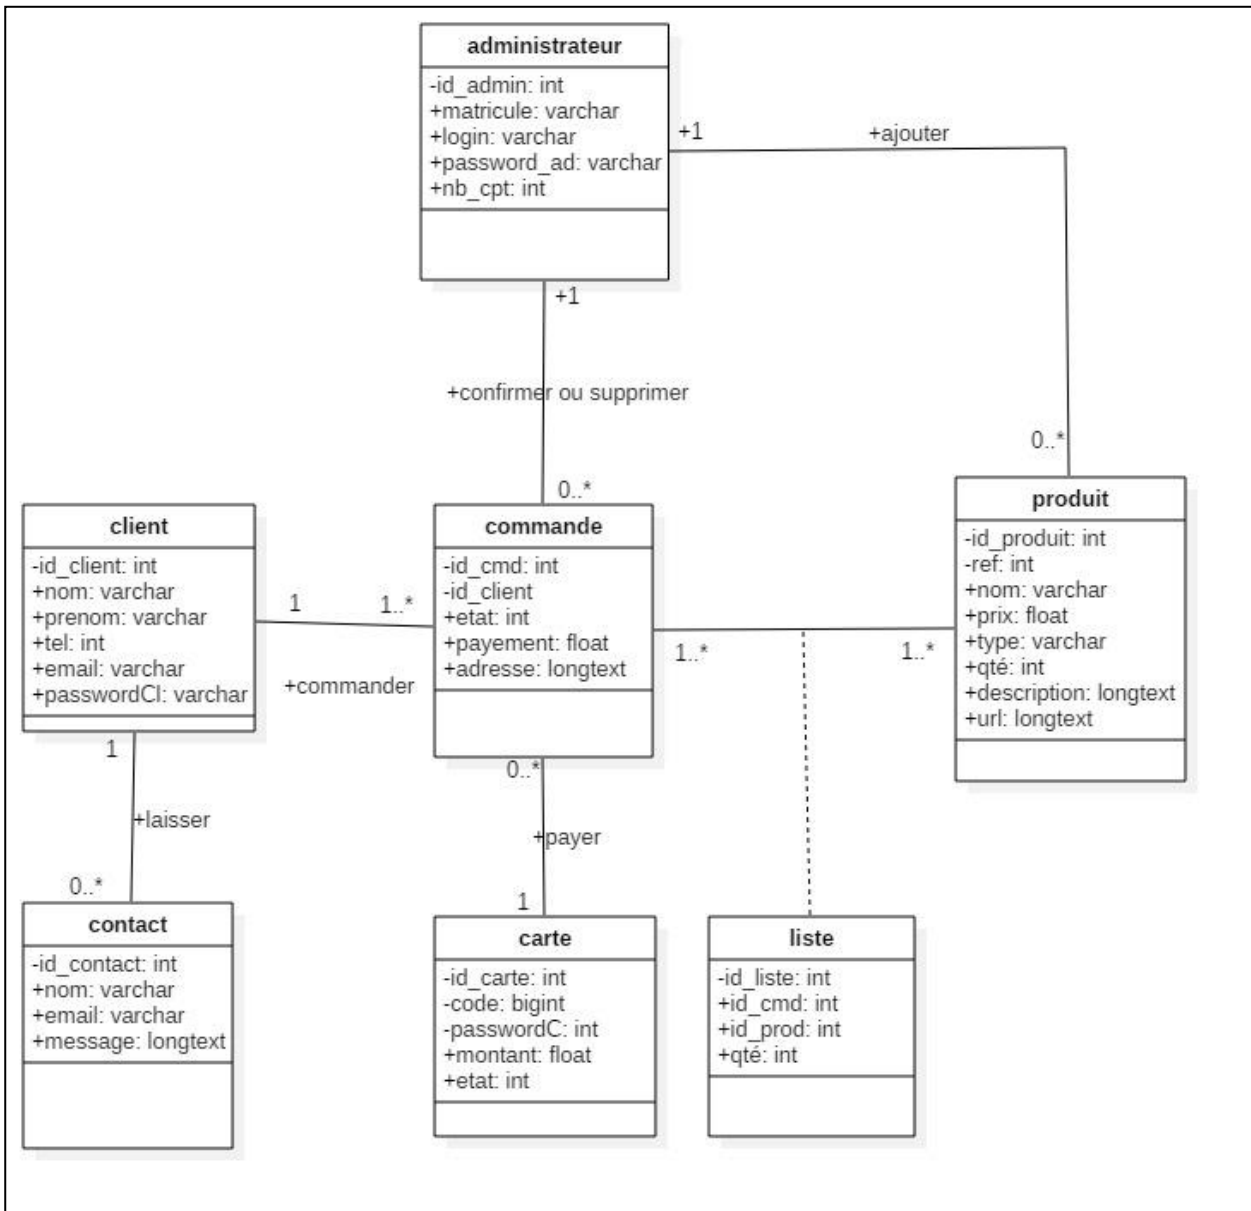 administrateur
-id_admin: int
+matricule: varchar
+login: varchar
+password_ad: varchar
+nb_cpt: int
+1
+ajouter
+1
+confirmer ou supprimer
0..*
0..*
client
-id_client: int
+nom: varchar
+prenom: varchar
+tel: int
+email: varchar
+passwordCl: varchar
1
1..*
+commander
commande
-id_cmd: int
-id_client
+etat: int
+payement: float
+adresse: longtext
1..*
1..*
produit
-id_produit: int
-ref: int
+nom: varchar
+prix: float
+type: varchar
+qté: int
+description: longtext
+url: longtext
1
+laisser
0..*
0..*
+payer
1
contact
-id_contact: int
+nom: varchar
+email: varchar
+message: longtext
carte
-id_carte: int
-code: bigint
-passwordC: int
+montant: float
+etat: int
liste
-id_liste: int
+id_cmd: int
+id_prod: int
+qté: int